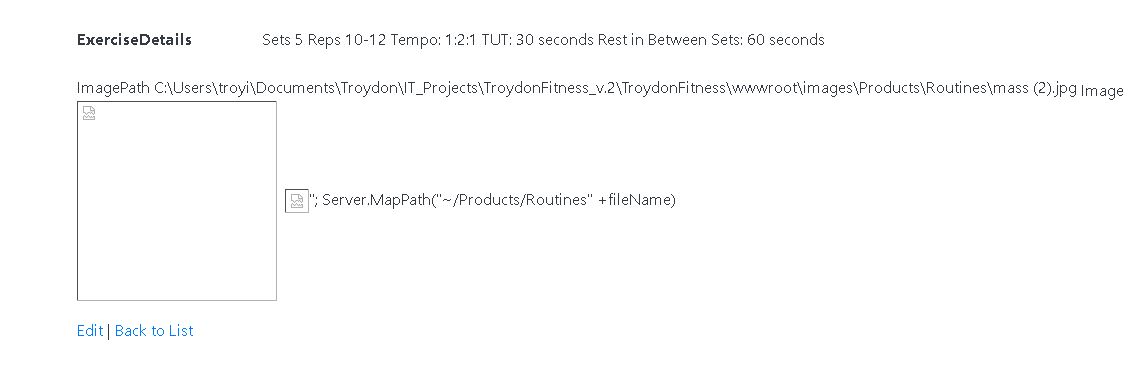 ExerciseDetails Sets 5 Reps 10-12 Tempo: 1:2:1 TUT: 30 seconds Rest in Between Sets: 60 seconds
ImagePath C:\Users\troyi\Documents\Troydon\IT_Projects\TroydonFitness_v.2\TroydonFitness\wwwroot\images\Products\Routines\mass (2).jpg Image
"; Server.MapPath("~/Products/Routines" +fileName)
Edit | Back to List